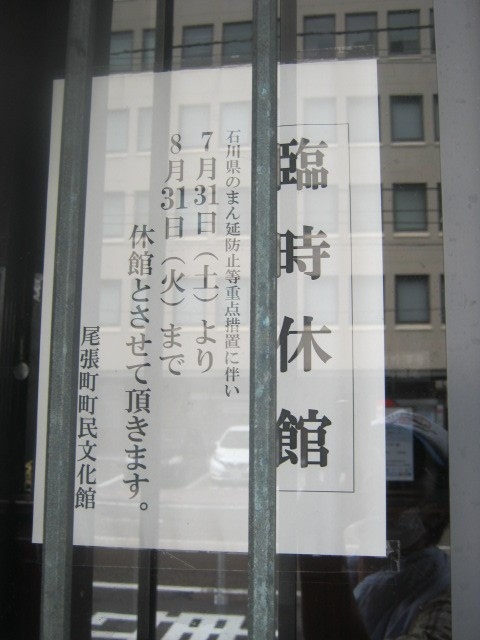 臨時休館
石川県のまん延防止等重点措置に伴い
7月31日（土）より
8月31日（火）まで
休館とさせて頂きます。
尾張町町民文化館